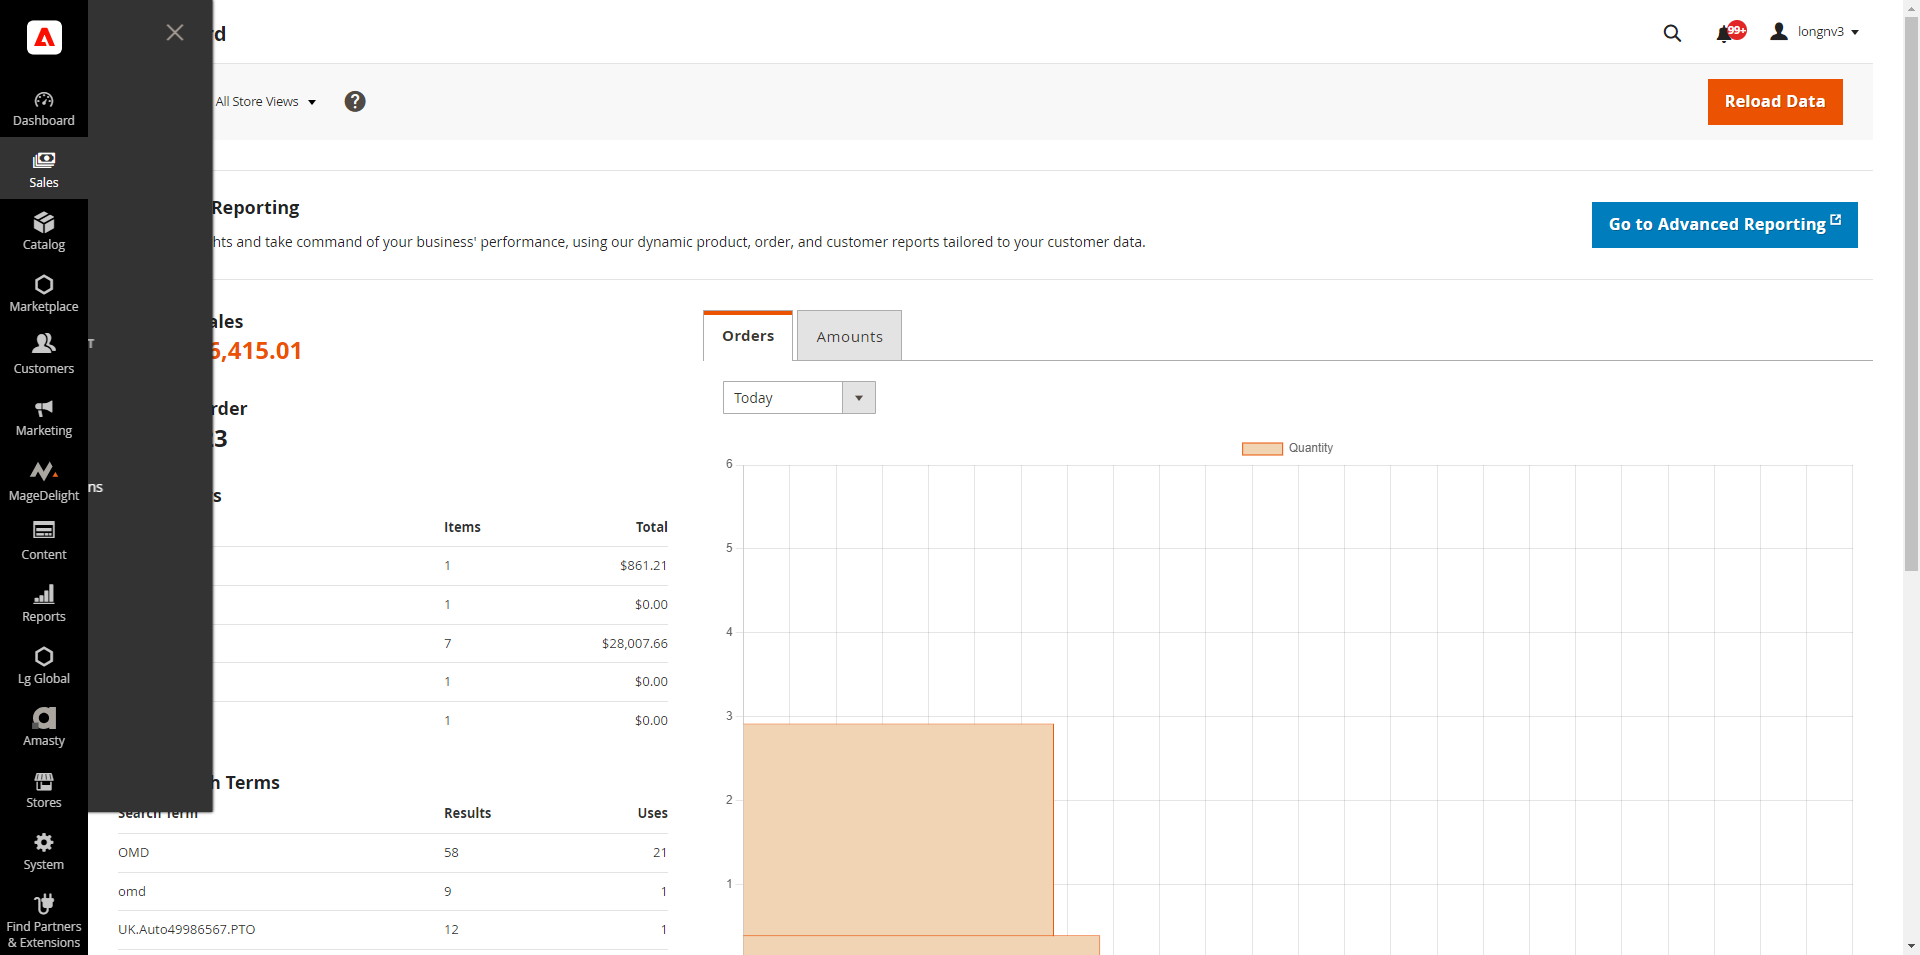 Dashboard
Sales
Catalog
Marketplace
Customers
Marketing
MageDelight
Content
Reports
Lg Global
Amasty
Stores
System
Find Partners
& Extensions
T
ns
rd
99+
longnv3
All Store Views
?
Reload Data
Reporting
hts and take command of your business' performance, using our dynamic product, order, and customer reports tailored to your customer data.
Go to Advanced Reporting
ales
6,415.01
rder
23
s
Items Total
1 $861.21
1 $0.00
7 $28,007.66
1 $0.00
1 $0.00
h Terms
Search Term Results Uses
OMD 58 21
omd 9 1
UK.Auto49986567.PTO 12 1
Orders
Amounts
Today
Quantity
6
5
4
3
2
1